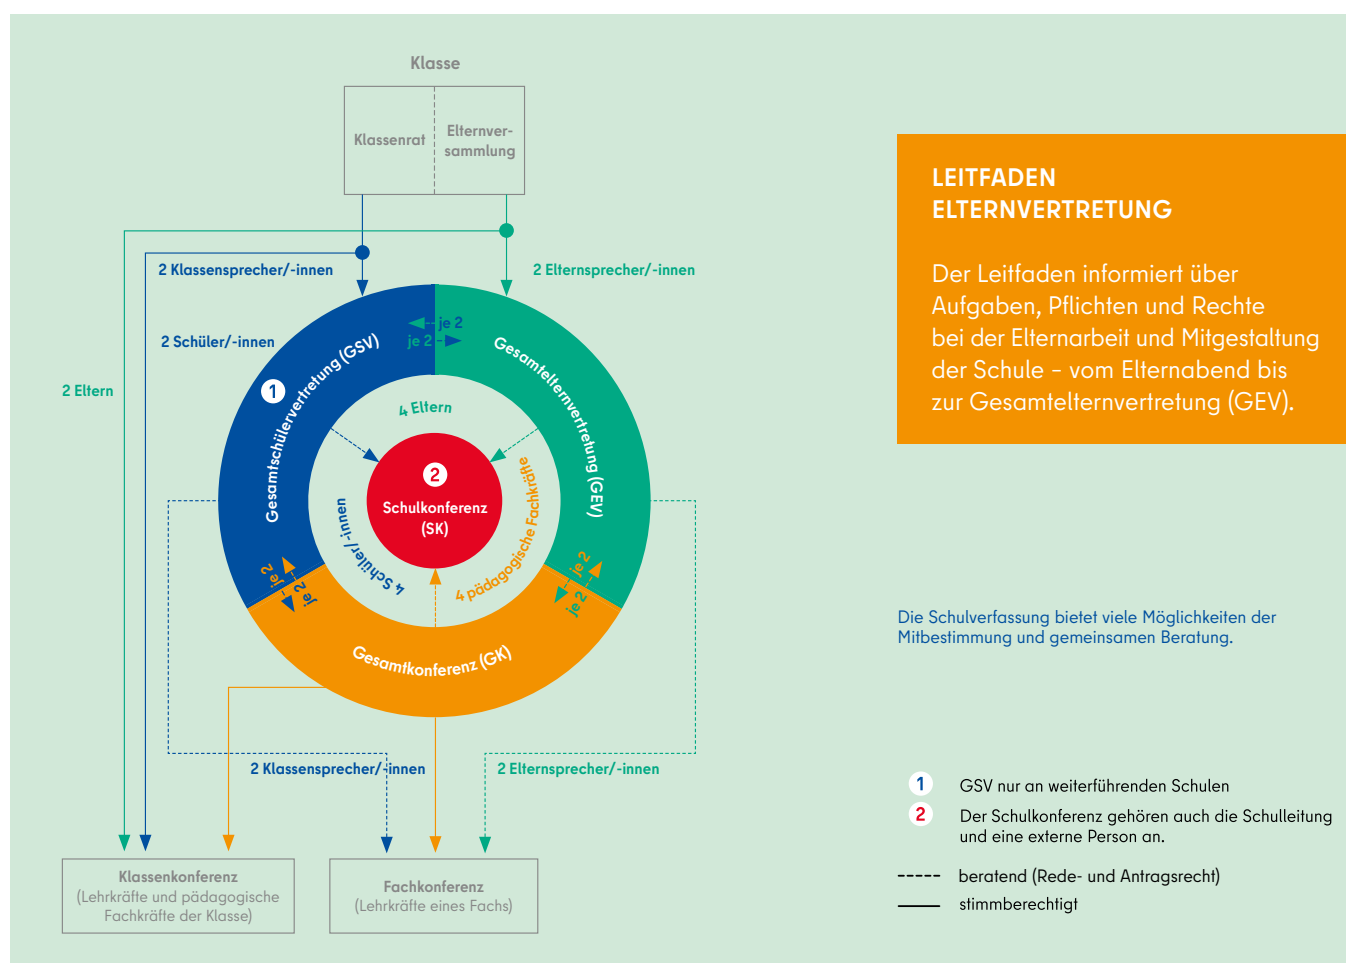 Klasse
Klassenrat
Elternver-
sammlung
2 Klassensprecher/-innen
2 Elternsprecher/-innen
2 Schüler/-innen
2 Eltern
je 2
je 2
Gesamtschülervertretung (GSV)
Gesamtelternvertretung (GEV)
1
4 Eltern
2
Schulkonferenz
(SK)
4 Schüler/-innen
4 pädagogische Fachkräfte
je 2
je 2
je 2
je 2
Gesamtkonferenz (GK)
2 Klassensprecher/-innen
2 Elternsprecher/-innen
Klassenkonferenz
(Lehrkräfte und pädagogische
Fachkräfte der Klasse)
Fachkonferenz
(Lehrkräfte eines Fachs)
LEITFADEN
ELTERNVERTRETUNG
Der Leitfaden informiert über
Aufgaben, Pflichten und Rechte
bei der Elternarbeit und Mitgestaltung
der Schule – vom Elternabend bis
zur Gesamtelternvertretung (GEV).
Die Schulverfassung bietet viele Möglichkeiten der
Mitbestimmung und gemeinsamen Beratung.
1 GSV nur an weiterführenden Schulen
2 Der Schulkonferenz gehören auch die Schulleitung
und eine externe Person an.
beratend (Rede- und Antragsrecht)
stimmberechtigt